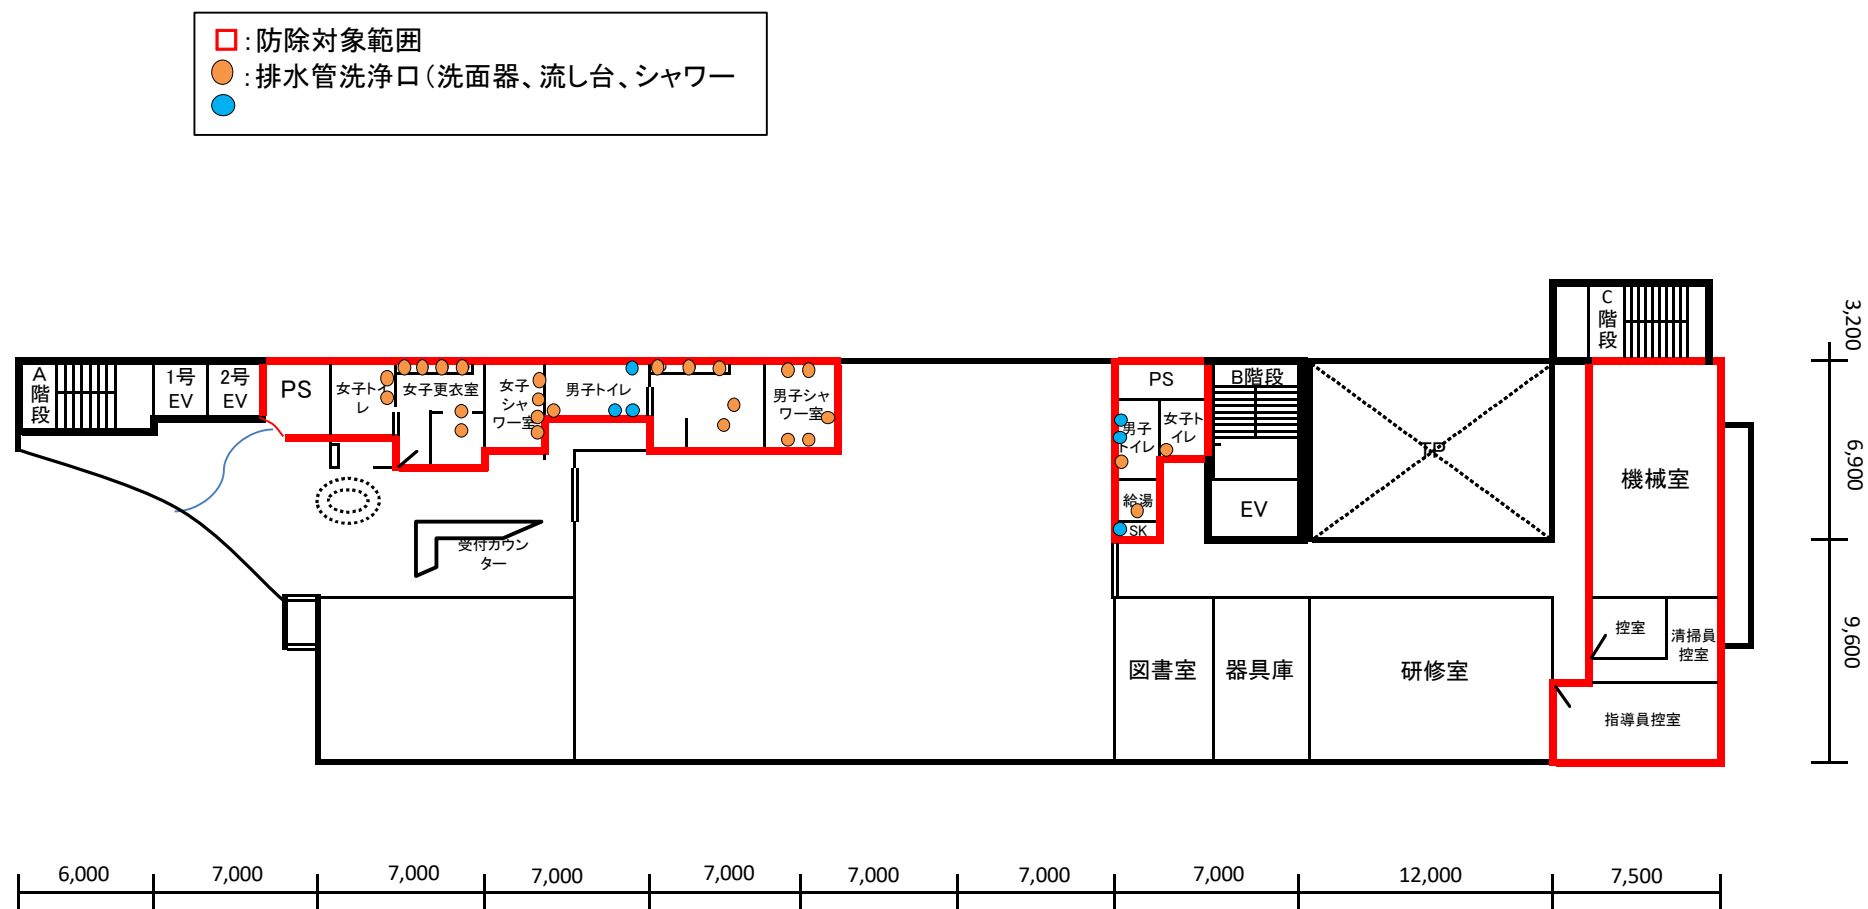 ：防除対象範囲
：排水管洗浄口（洗面器、流し台、シャワー
A
階
段
1号
EV
2号
EV
PS
女子トイ
レ
女子更衣室
女子
シャ
ワー室
男子トイレ
男子シャ
ワー室
受付カウン
ター
PS
男子
トイレ
女子ト
イレ
給湯
SK
B階段
EV
C
階
段
機械室
控室
清掃員
控室
指導員控室
図書室
器具庫
研修室
3,200
6,900
9,600
6,000
7,000
7,000
7,000
7,000
7,000
7,000
7,000
12,000
7,500